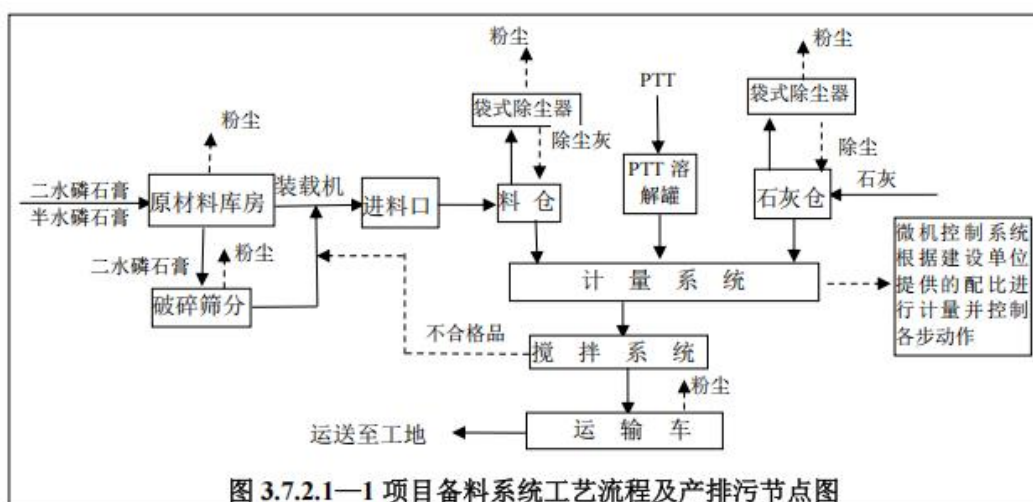 粉尘
粉尘
PTT
袋式除尘器
袋式除尘器
粉尘
除尘灰
除尘
二水磷石膏
半水磷石膏
原材料库房
装载机
进料口
料仓
PTT 溶
解罐
石灰仓
石灰
二水磷石膏
粉尘
破碎筛分
计量系统
微机控制系统
根据建设单位
提供的配比进
行计量并控制
各步动作
不合格品
搅拌系统
粉尘
运输车
运送至工地
图 3.7.2.1—1 项目备料系统工艺流程及产排污节点图